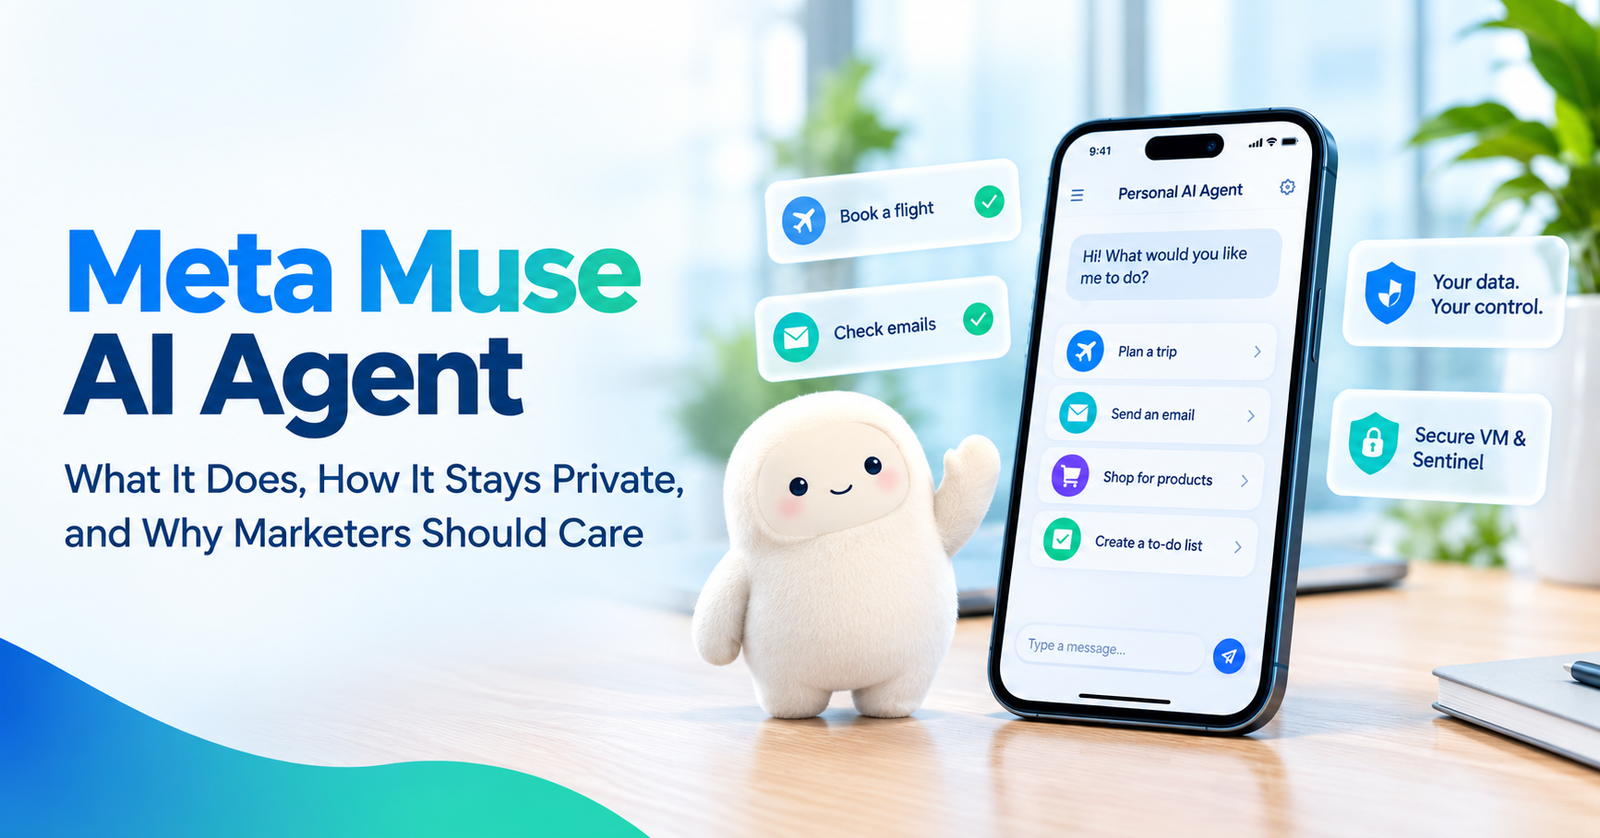 Meta Muse
AI Agent
What It Does, How It Stays Private,
and Why Marketers Should Care
Book a flight
Check emails
9:41
Personal AI Agent
Hi! What would you like
me to do?
Plan a trip
Send an email
Shop for products
Create a to-do list
Type a message...
Your data.
Your control.
Secure VM &
Sentinel